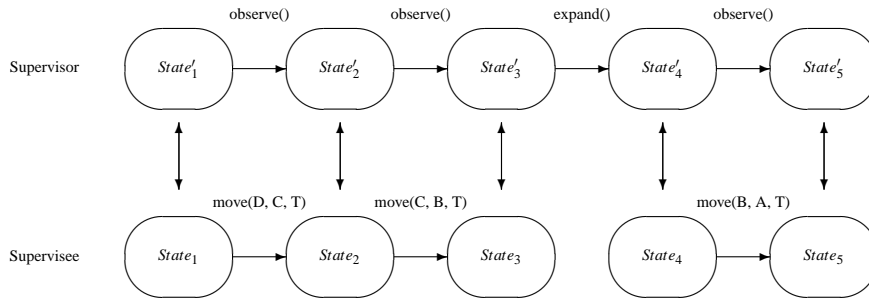 observe() observe() expand() observe()
Supervisor State′1 State′2 State′3 State′4 State′5
move(D, C, T) move(C, B, T) move(B, A, T)
Supervisee State1 State2 State3 State4 State5